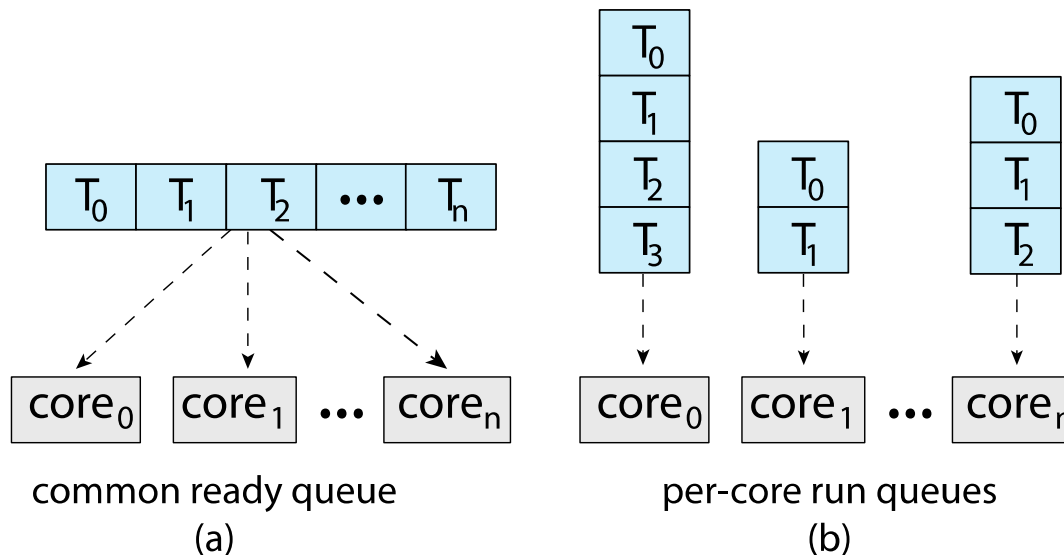 T₀ T₁ T₂ ••• Tₙ
core₀ core₁ ••• coreₙ
common ready queue
(a)
T₀
T₁
T₂
T₃
T₀
T₁
T₀
T₁
T₂
core₀ core₁ ••• coreₙ
per-core run queues
(b)